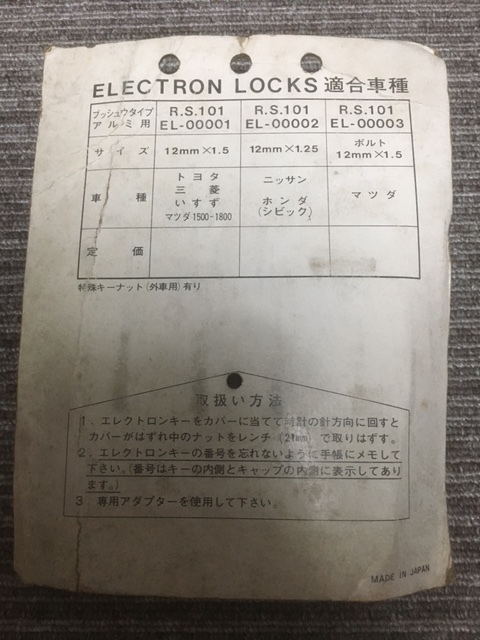 ELECTRON LOCKS 適合車種
プッシュウタイプ アルミ用 R.S.101 EL-00001 R.S.101 EL-00002 R.S.101 EL-00003
サイズ 12mm×1.5 12mm×1.25 ボルト 12mm×1.5
車種 トヨタ 三菱 いすず マツダ1500-1800 ニッサン ホンダ (シビック) マツダ
定価
特殊キーナット(外車用)有り
取扱い方法
1．エレクトロンキーをカバーに当てて時計の針方向に回すと
カバーがはずれ中のナットをレンチ(21mm)で取りはずす。
2．エレクトロンキーの番号を忘れないように手帳にメモして
下さい。(番号はキーの内側とキャップの内側に表示してあり
ます。)
3．専用アダプターを使用して下さい。
MADE IN JAPAN